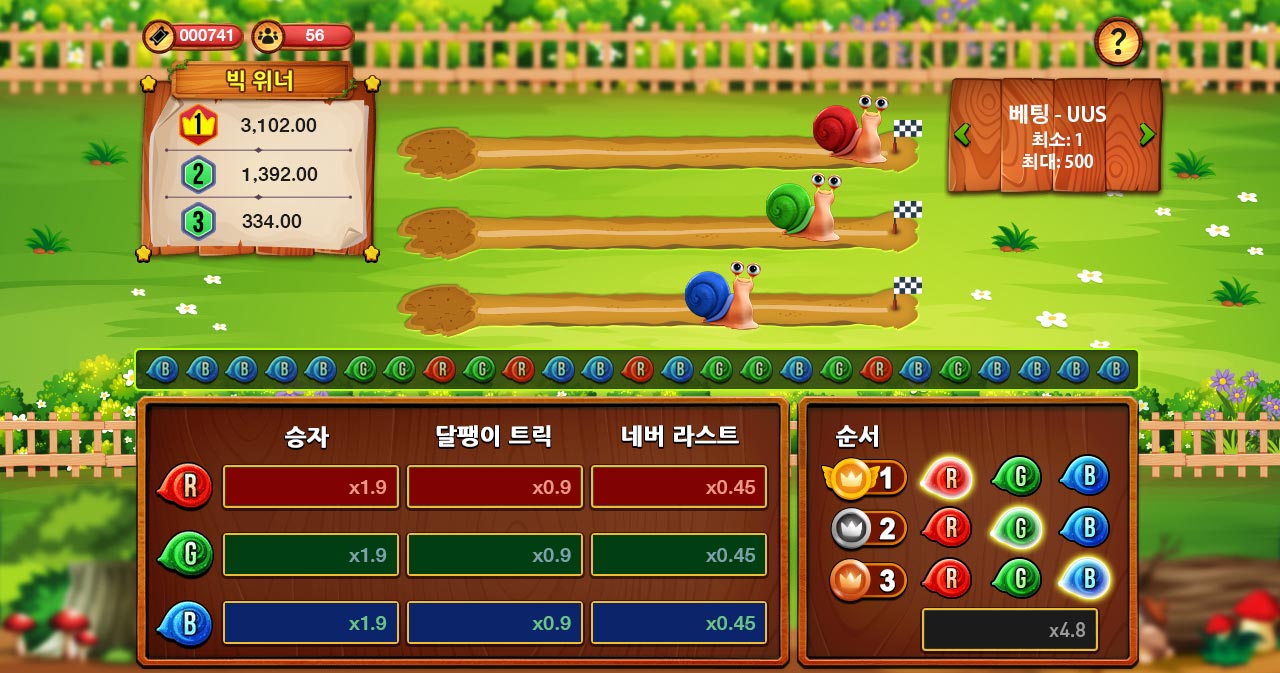 000741
56
?
빅 위너
1 3,102.00
2 1,392.00
3 334.00
베팅 - UUS
최소: 1
최대: 500
B B B B B G G R G R B B R B G G B G R B G B B B B
승자 달팽이 트릭 네버 라스트
R x1.9 x0.9 x0.45
G x1.9 x0.9 x0.45
B x1.9 x0.9 x0.45
순서
1 R G B
2 R G B
3 R G B
x4.8